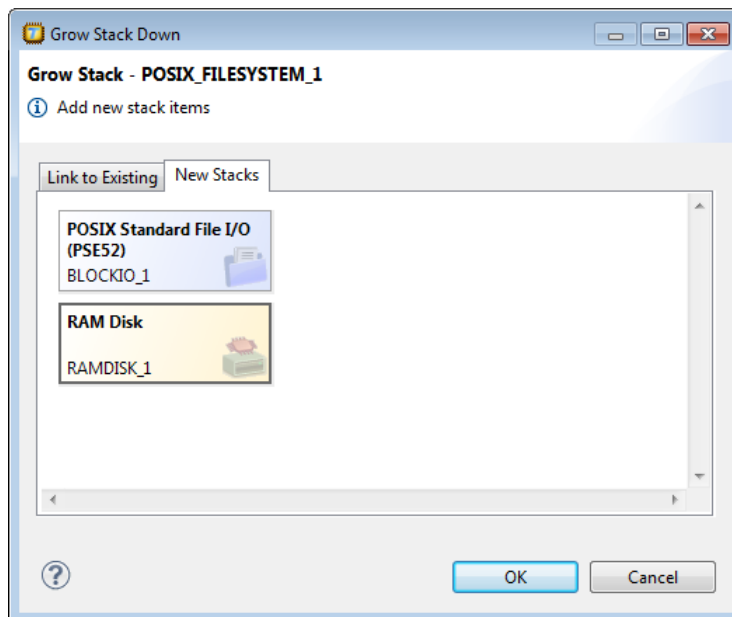 Grow Stack Down
Grow Stack - POSIX_FILESYSTEM_1
Add new stack items
Link to Existing
New Stacks
POSIX Standard File I/O
(PSE52)
BLOCKIO_1
RAM Disk
RAMDISK_1
OK
Cancel